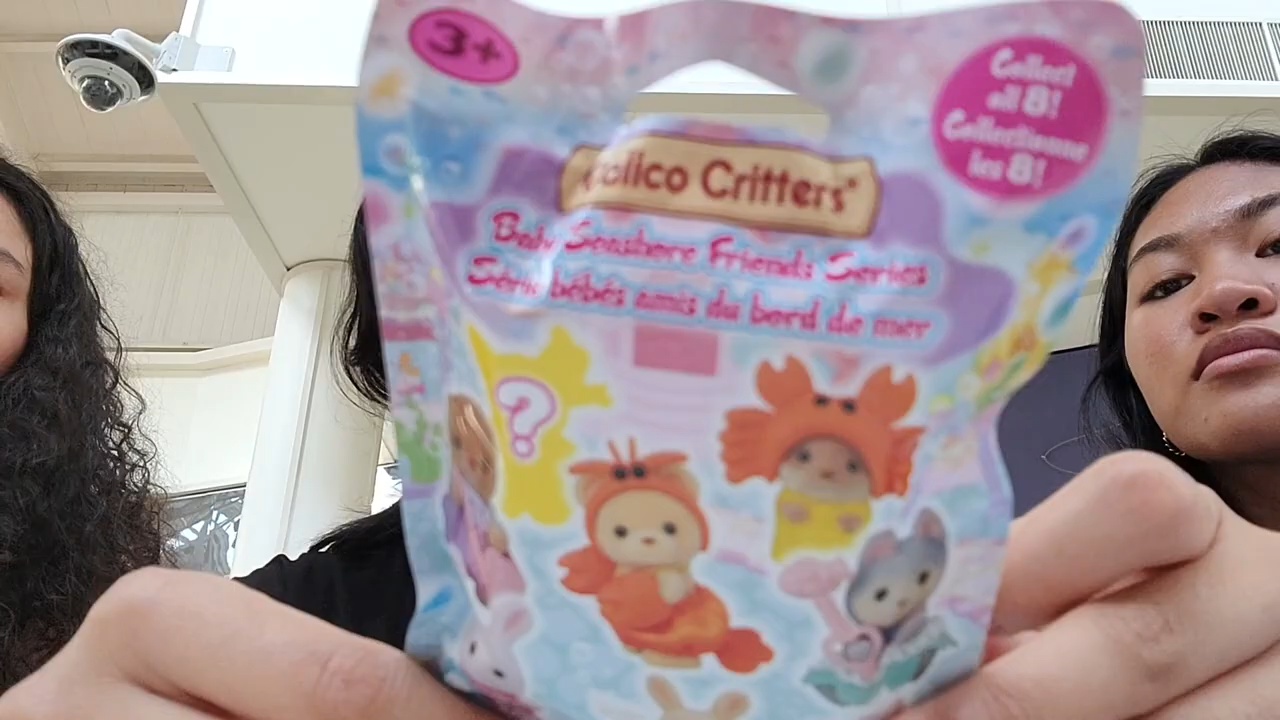 3+
Collect
all 8!
Collectionne
les 8!
Calico Critters®
Baby Seashore Friends Series
Série bébés amis du bord de mer
?